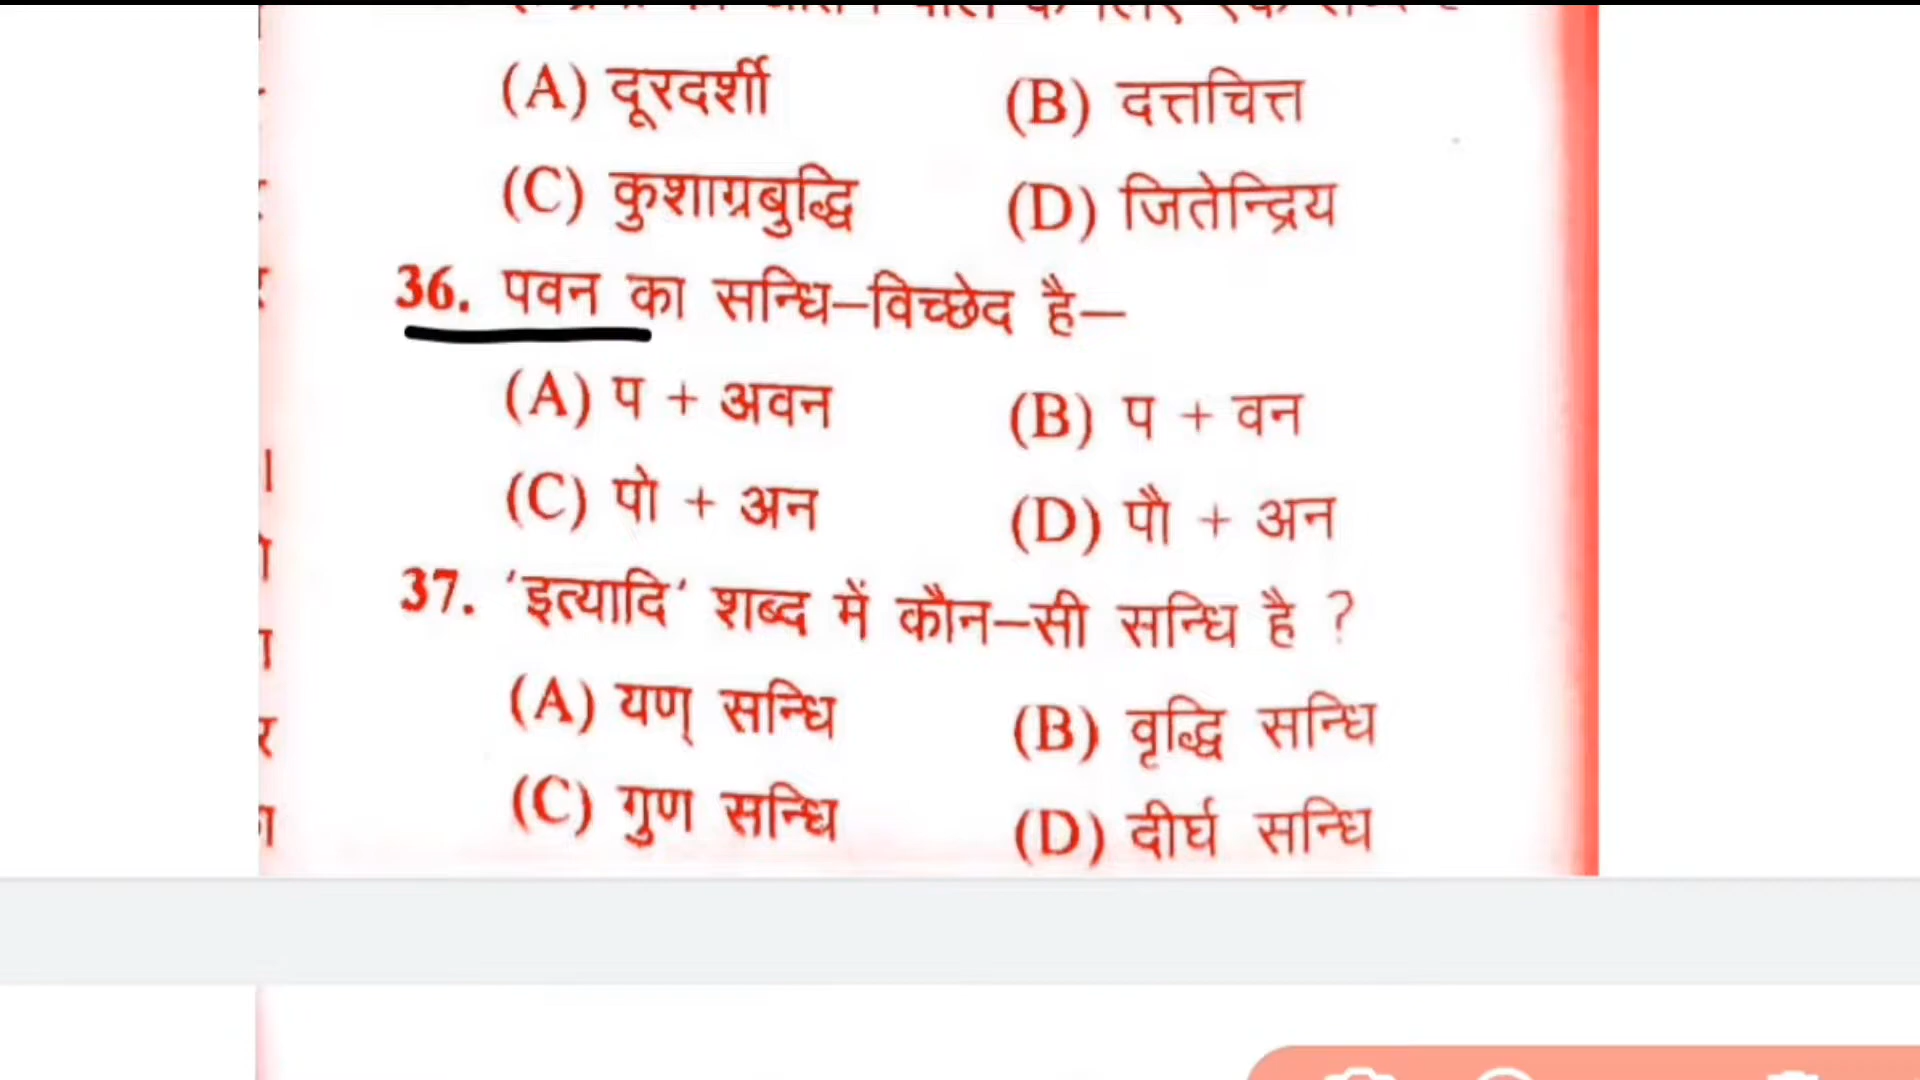 (A) दूरदर्शी (B) दत्तचित्त
(C) कुशाग्रबुद्धि (D) जितेन्द्रिय
36. पवन का सन्धि–विच्छेद है–
(A) प + अवन (B) प + वन
(C) पो + अन (D) पौ + अन
37. ‘इत्यादि’ शब्द में कौन–सी सन्धि है ?
(A) यण् सन्धि (B) वृद्धि सन्धि
(C) गुण सन्धि (D) दीर्घ सन्धि